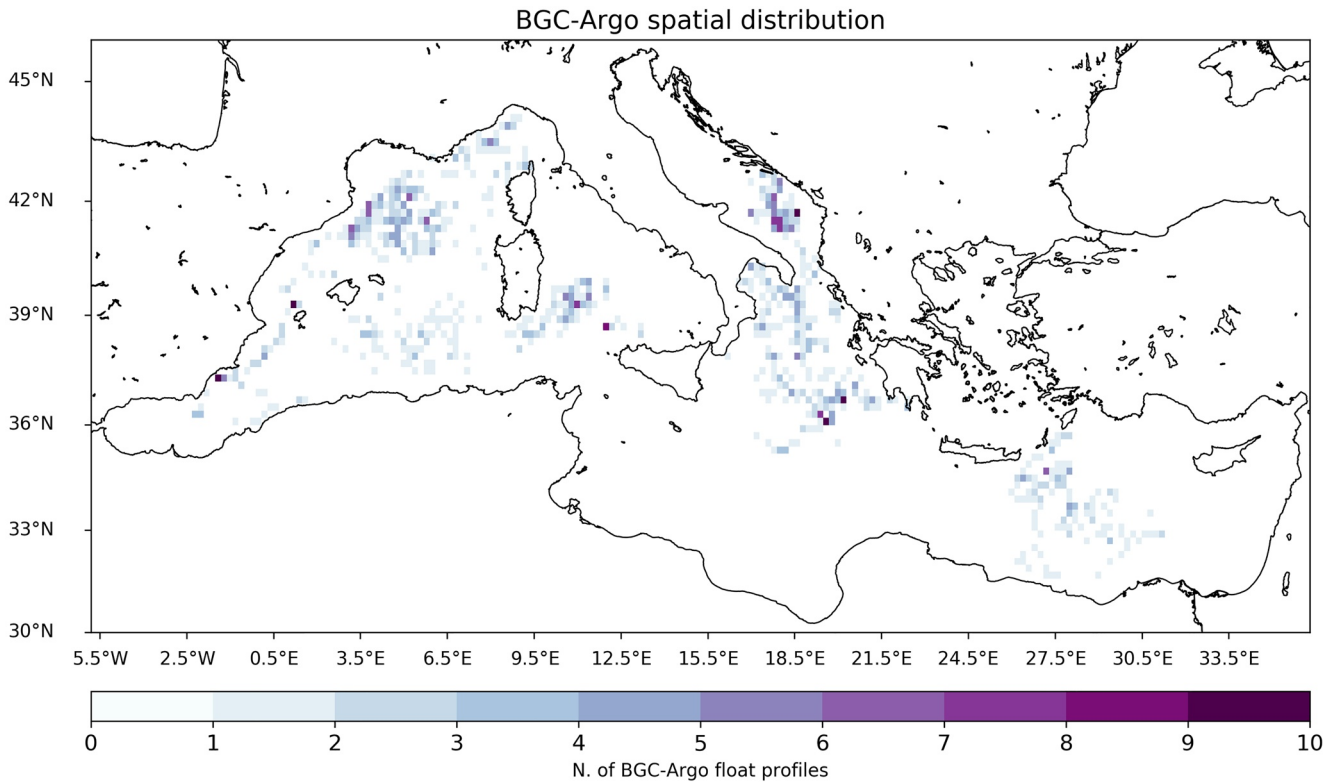 BGC-Argo spatial distribution
45°N
42°N
39°N
36°N
33°N
30°N
5.5°W 2.5°W 0.5°E 3.5°E 6.5°E 9.5°E 12.5°E 15.5°E 18.5°E 21.5°E 24.5°E 27.5°E 30.5°E 33.5°E
0 1 2 3 4 5 6 7 8 9 10
N. of BGC-Argo float profiles